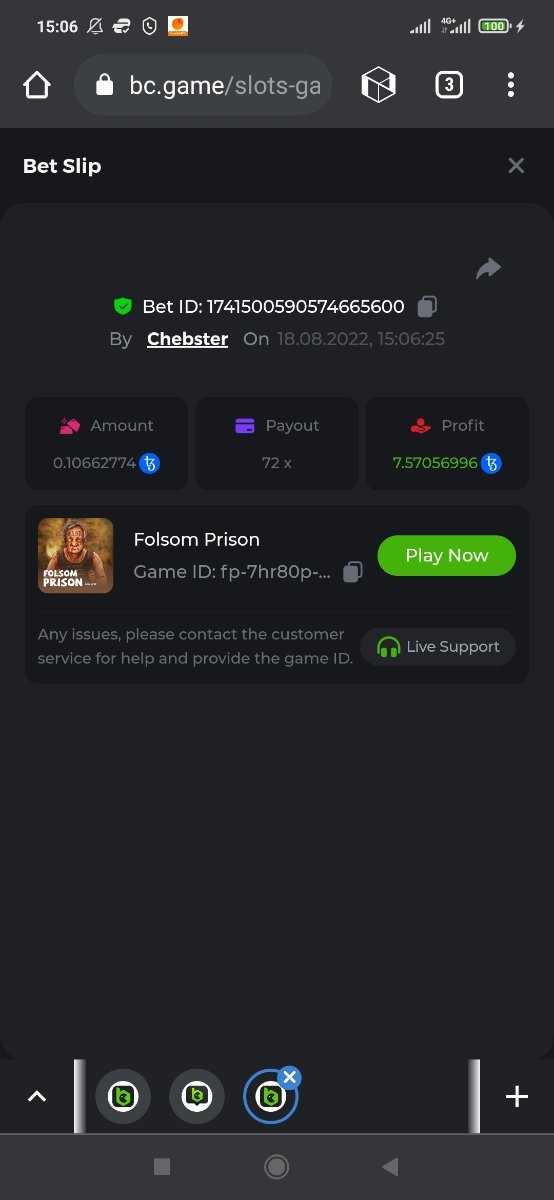 15:06
4G+
100
bc.game/slots-ga
3
Bet Slip
Bet ID: 1741500590574665600
By Chebster On 18.08.2022, 15:06:25
Amount
Payout
Profit
0.10662774
72 x
7.57056996
FOLSOM
PRISON
Folsom Prison
Game ID: fp-7hr80p-...
Play Now
Any issues, please contact the customer
service for help and provide the game ID.
Live Support